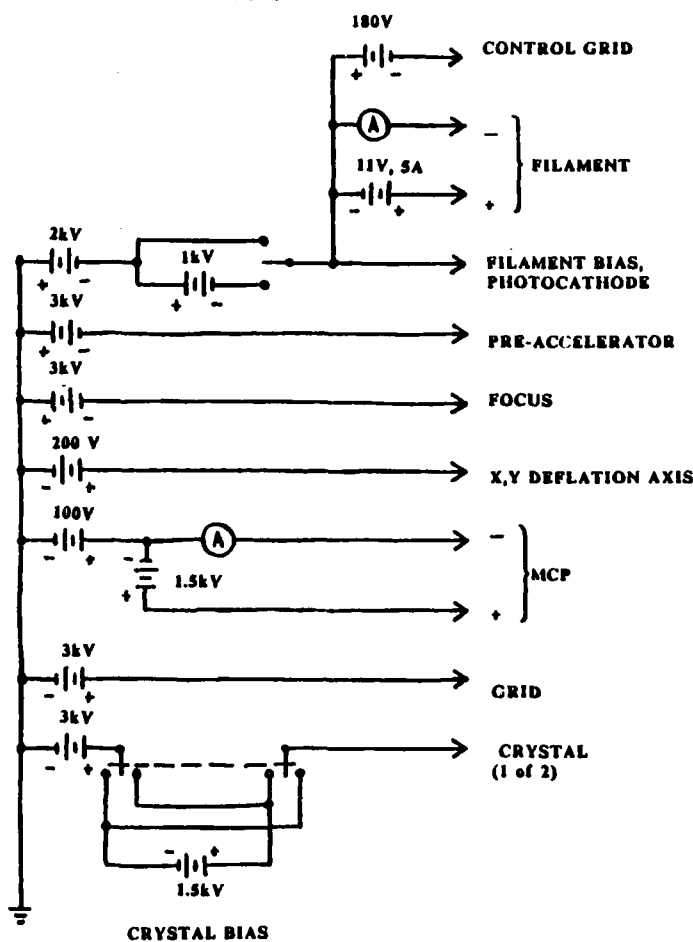 180V
CONTROL GRID
+ -
A
-
11V, 5A
FILAMENT
- +
+
2kV
1kV
+ -
FILAMENT BIAS,
PHOTOCATHODE
+ -
3kV
+ -
PRE-ACCELERATOR
3kV
+ -
FOCUS
200 V
- +
X,Y DEFLATION AXIS
100V
- +
A
-
-
1.5kV
MCP
+
+
3kV
- +
GRID
3kV
- +
CRYSTAL
(1 of 2)
- +
1.5kV
CRYSTAL BIAS